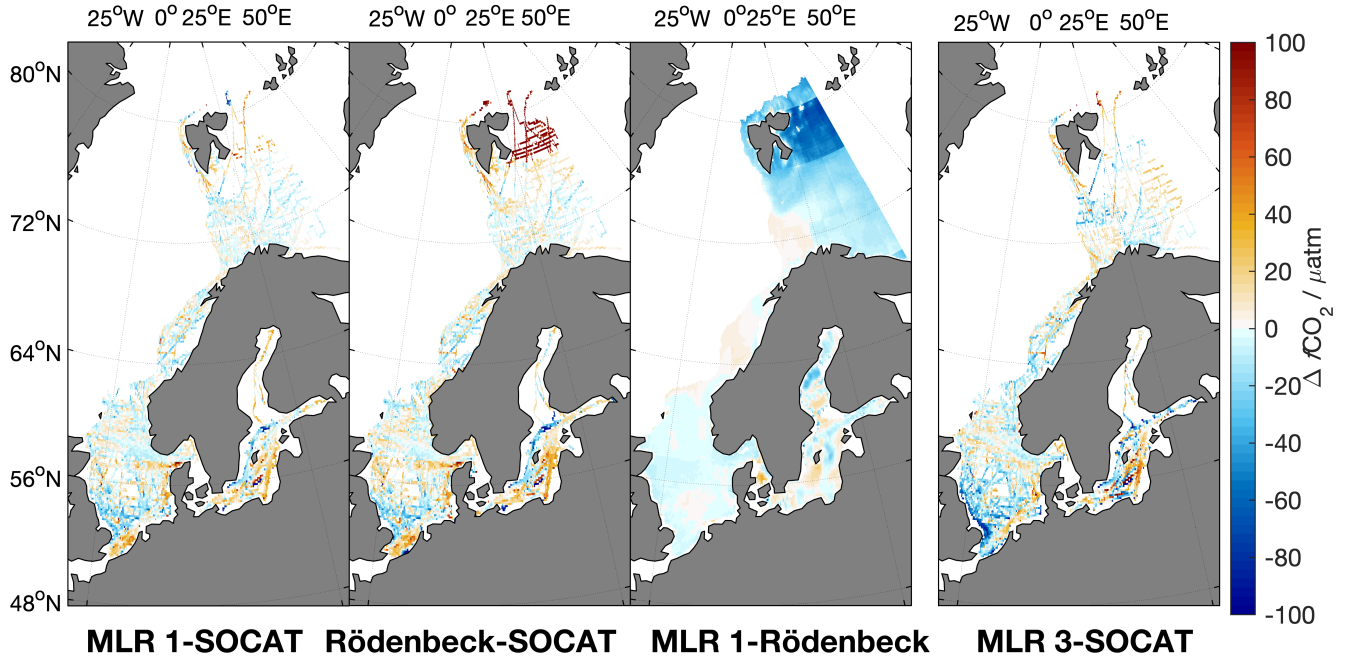 25°W 0° 25°E 50°E 25°W 0° 25°E 50°E 25°W 0° 25°E 50°E 25°W 0° 25°E 50°E
80°N
72°N
64°N
56°N
48°N
100
80
60
40
20
0
-20
-40
-60
-80
-100
Δ fCO₂ / μatm
MLR 1-SOCAT Rödenbeck-SOCAT MLR 1-Rödenbeck MLR 3-SOCAT